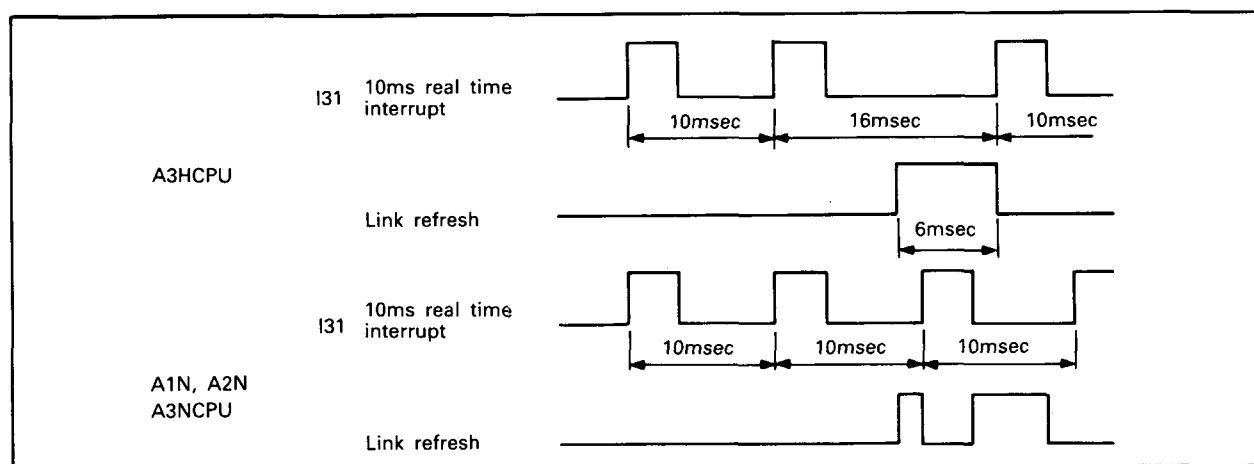 I31 10ms real time
interrupt
10msec 16msec 10msec
A3HCPU
Link refresh
6msec
I31 10ms real time
interrupt
10msec 10msec 10msec
A1N, A2N
A3NCPU
Link refresh